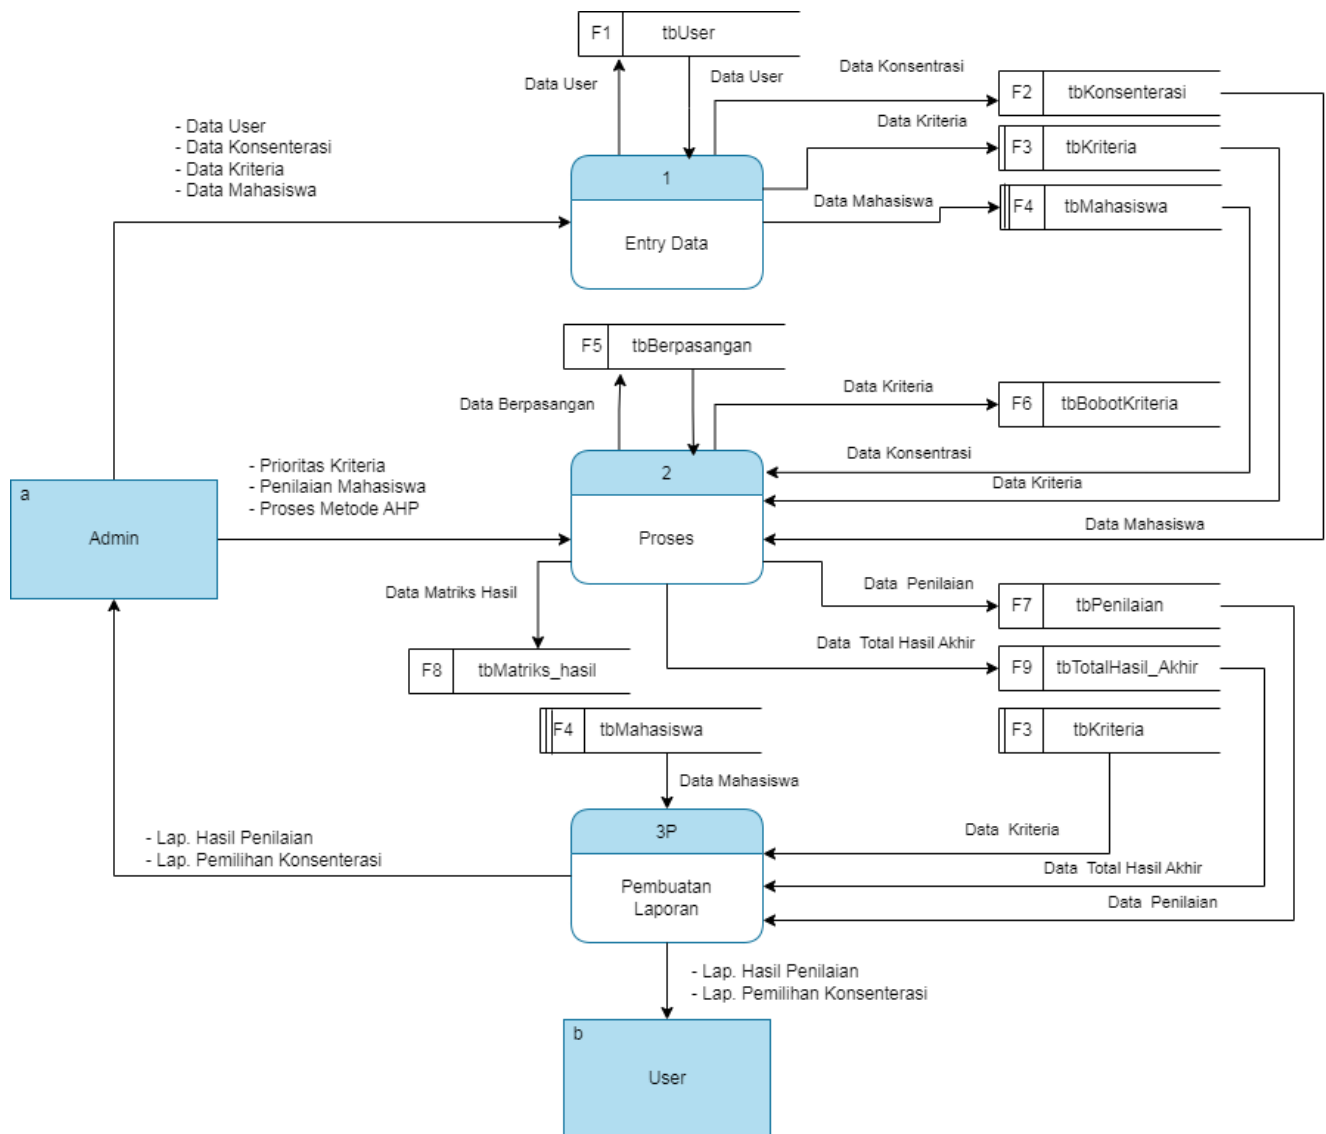 F1 tbUser
Data User
Data User
Data Konsentrasi
F2 tbKonsenterasi
Data Kriteria
F3 tbKriteria
- Data User
- Data Konsenterasi
- Data Kriteria
- Data Mahasiswa
1
Entry Data
Data Mahasiswa
F4 tbMahasiswa
F5 tbBerpasangan
Data Berpasangan
Data Kriteria
F6 tbBobotKriteria
Data Konsentrasi
Data Kriteria
Data Mahasiswa
- Prioritas Kriteria
- Penilaian Mahasiswa
- Proses Metode AHP
2
Proses
a
Admin
Data Matriks Hasil
Data Penilaian
F7 tbPenilaian
Data Total Hasil Akhir
F8 tbMatriks_hasil
F9 tbTotalHasil_Akhir
F4 tbMahasiswa
F3 tbKriteria
Data Mahasiswa
3P
Pembuatan
Laporan
Data Kriteria
Data Total Hasil Akhir
Data Penilaian
- Lap. Hasil Penilaian
- Lap. Pemilihan Konsenterasi
- Lap. Hasil Penilaian
- Lap. Pemilihan Konsenterasi
b
User